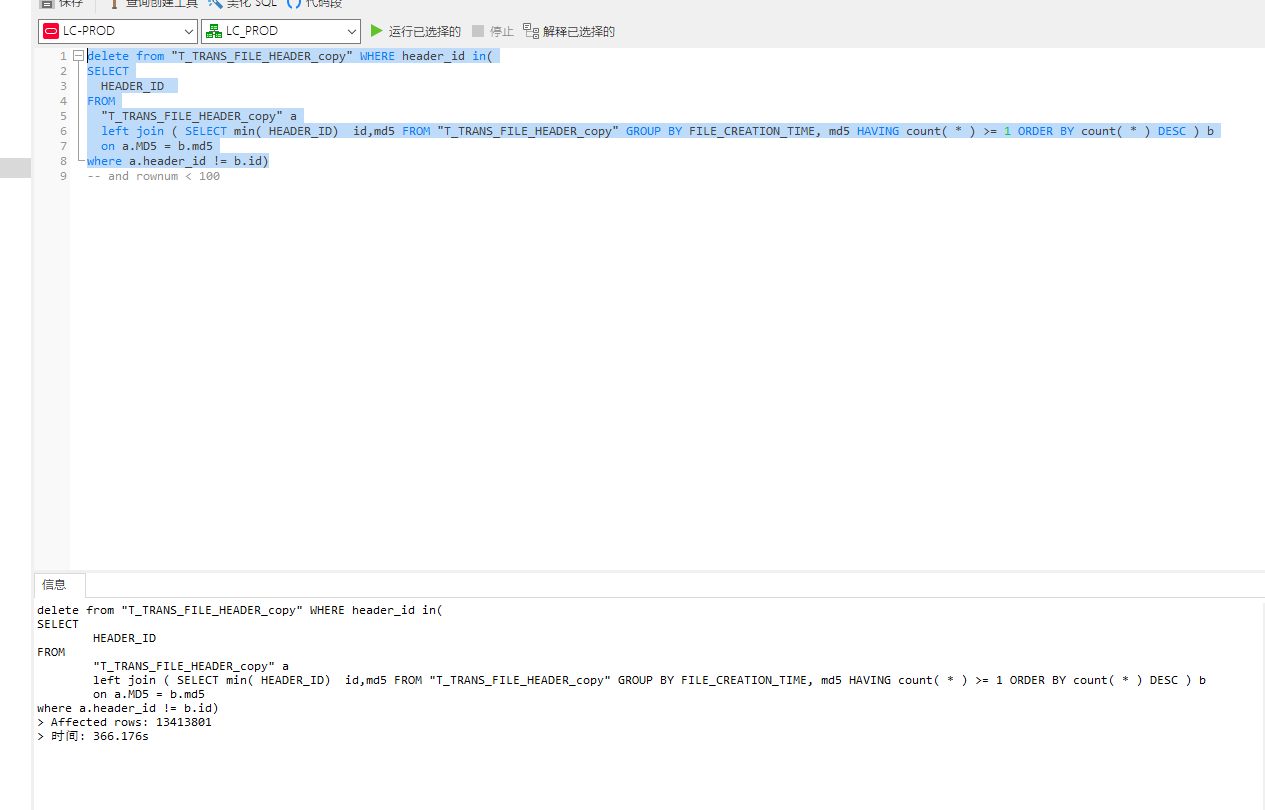 保存 查询创建工具 美化 SQL 代码段
LC-PROD LC_PROD 运行已选择的 停止 解释已选择的
1 delete from "T_TRANS_FILE_HEADER_copy" WHERE header_id in(
2 SELECT
3 HEADER_ID
4 FROM
5 "T_TRANS_FILE_HEADER_copy" a
6 left join ( SELECT min( HEADER_ID) id,md5 FROM "T_TRANS_FILE_HEADER_copy" GROUP BY FILE_CREATION_TIME, md5 HAVING count( * ) >= 1 ORDER BY count( * ) DESC ) b
7 on a.MD5 = b.md5
8 where a.header_id != b.id)
9 -- and rownum < 100
信息
delete from "T_TRANS_FILE_HEADER_copy" WHERE header_id in(
SELECT
HEADER_ID
FROM
"T_TRANS_FILE_HEADER_copy" a
left join ( SELECT min( HEADER_ID) id,md5 FROM "T_TRANS_FILE_HEADER_copy" GROUP BY FILE_CREATION_TIME, md5 HAVING count( * ) >= 1 ORDER BY count( * ) DESC ) b
on a.MD5 = b.md5
where a.header_id != b.id)
> Affected rows: 13413801
> 时间: 366.176s